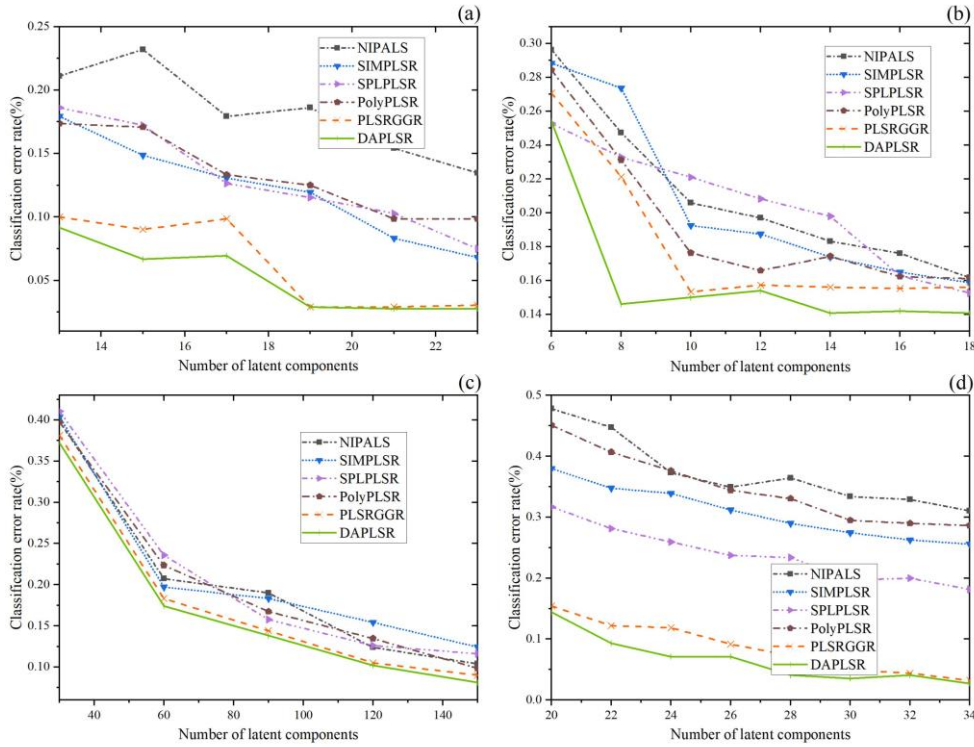 (a)
0.25
0.20
0.15
0.10
0.05
Classification error rate(%)
NIPALS
SIMPLSR
SPLPLSR
PolyPLSR
PLSRGGR
DAPLSR
14 16 18 20 22
Number of latent components
(b)
0.30
0.28
0.26
0.24
0.22
0.20
0.18
0.16
0.14
Classification error rate(%)
NIPALS
SIMPLSR
SPLPLSR
PolyPLSR
PLSRGGR
DAPLSR
6 8 10 12 14 16 18
Number of latent components
(c)
0.40
0.35
0.30
0.25
0.20
0.15
0.10
Classification error rate(%)
NIPALS
SIMPLSR
SPLPLSR
PolyPLSR
PLSRGGR
DAPLSR
40 60 80 100 120 140
Number of latent components
(d)
0.5
0.4
0.3
0.2
0.1
0.0
Classification error rate(%)
NIPALS
SIMPLSR
SPLPLSR
PolyPLSR
PLSRGGR
DAPLSR
20 22 24 26 28 30 32 34
Number of latent components